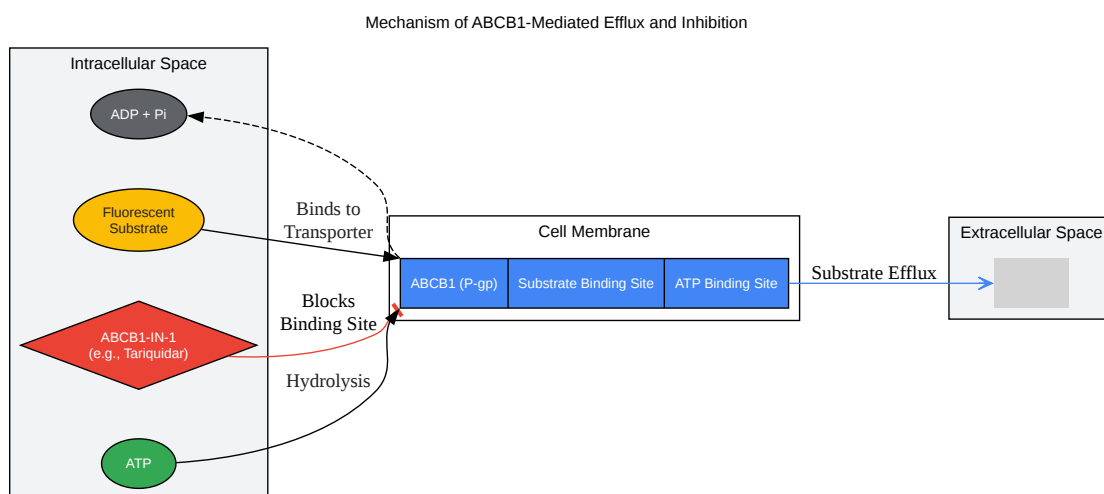 Mechanism of ABCB1-Mediated Efflux and Inhibition
Intracellular Space
ADP + Pi
Fluorescent
Substrate
Binds to
Transporter
Cell Membrane
ABCB1 (P-gp)
Substrate Binding Site
ATP Binding Site
Substrate Efflux
Extracellular Space
Blocks
Binding Site
ABCB1-IN-1
(e.g., Tariquidar)
Hydrolysis
ATP